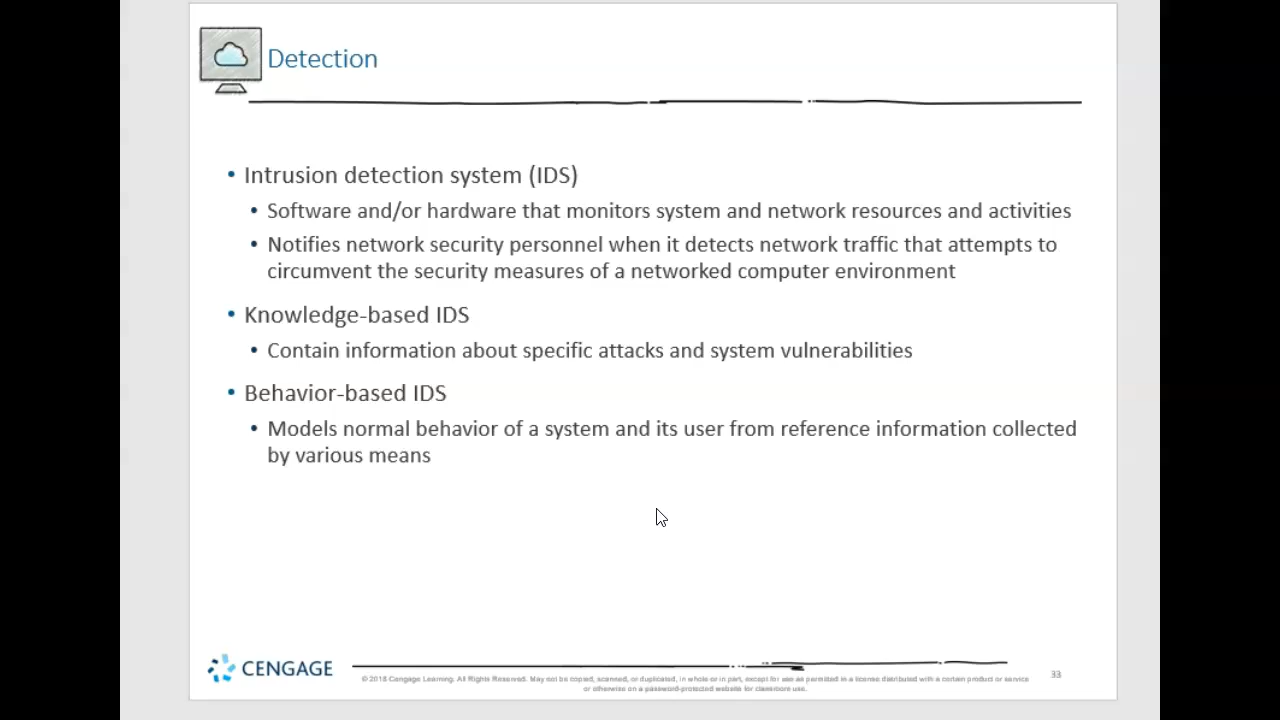 Detection
• Intrusion detection system (IDS)
• Software and/or hardware that monitors system and network resources and activities
• Notifies network security personnel when it detects network traffic that attempts to
circumvent the security measures of a networked computer environment
• Knowledge-based IDS
• Contain information about specific attacks and system vulnerabilities
• Behavior-based IDS
• Models normal behavior of a system and its user from reference information collected
by various means
CENGAGE
© 2018 Cengage Learning. All Rights Reserved. May not be copied, scanned, or duplicated, in whole or in part, except for use as permitted in a license distributed with a certain product or service
or otherwise on a password-protected website for classroom use.
33